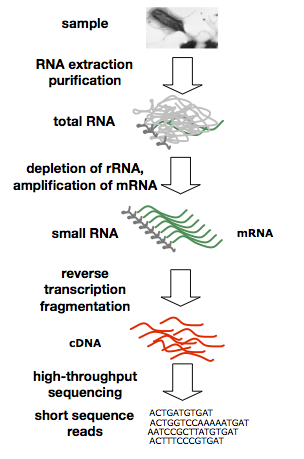 sample
RNA extraction
purification
total RNA
depletion of rRNA,
amplification of mRNA
small RNA
mRNA
reverse
transcription
fragmentation
cDNA
high-throughput
sequencing
short sequence
reads
ACTGATGTGAT
ACTGGTCCAAAAATGAT
AATCCGCTTATGTGAT
ACTTTCCCGTGAT